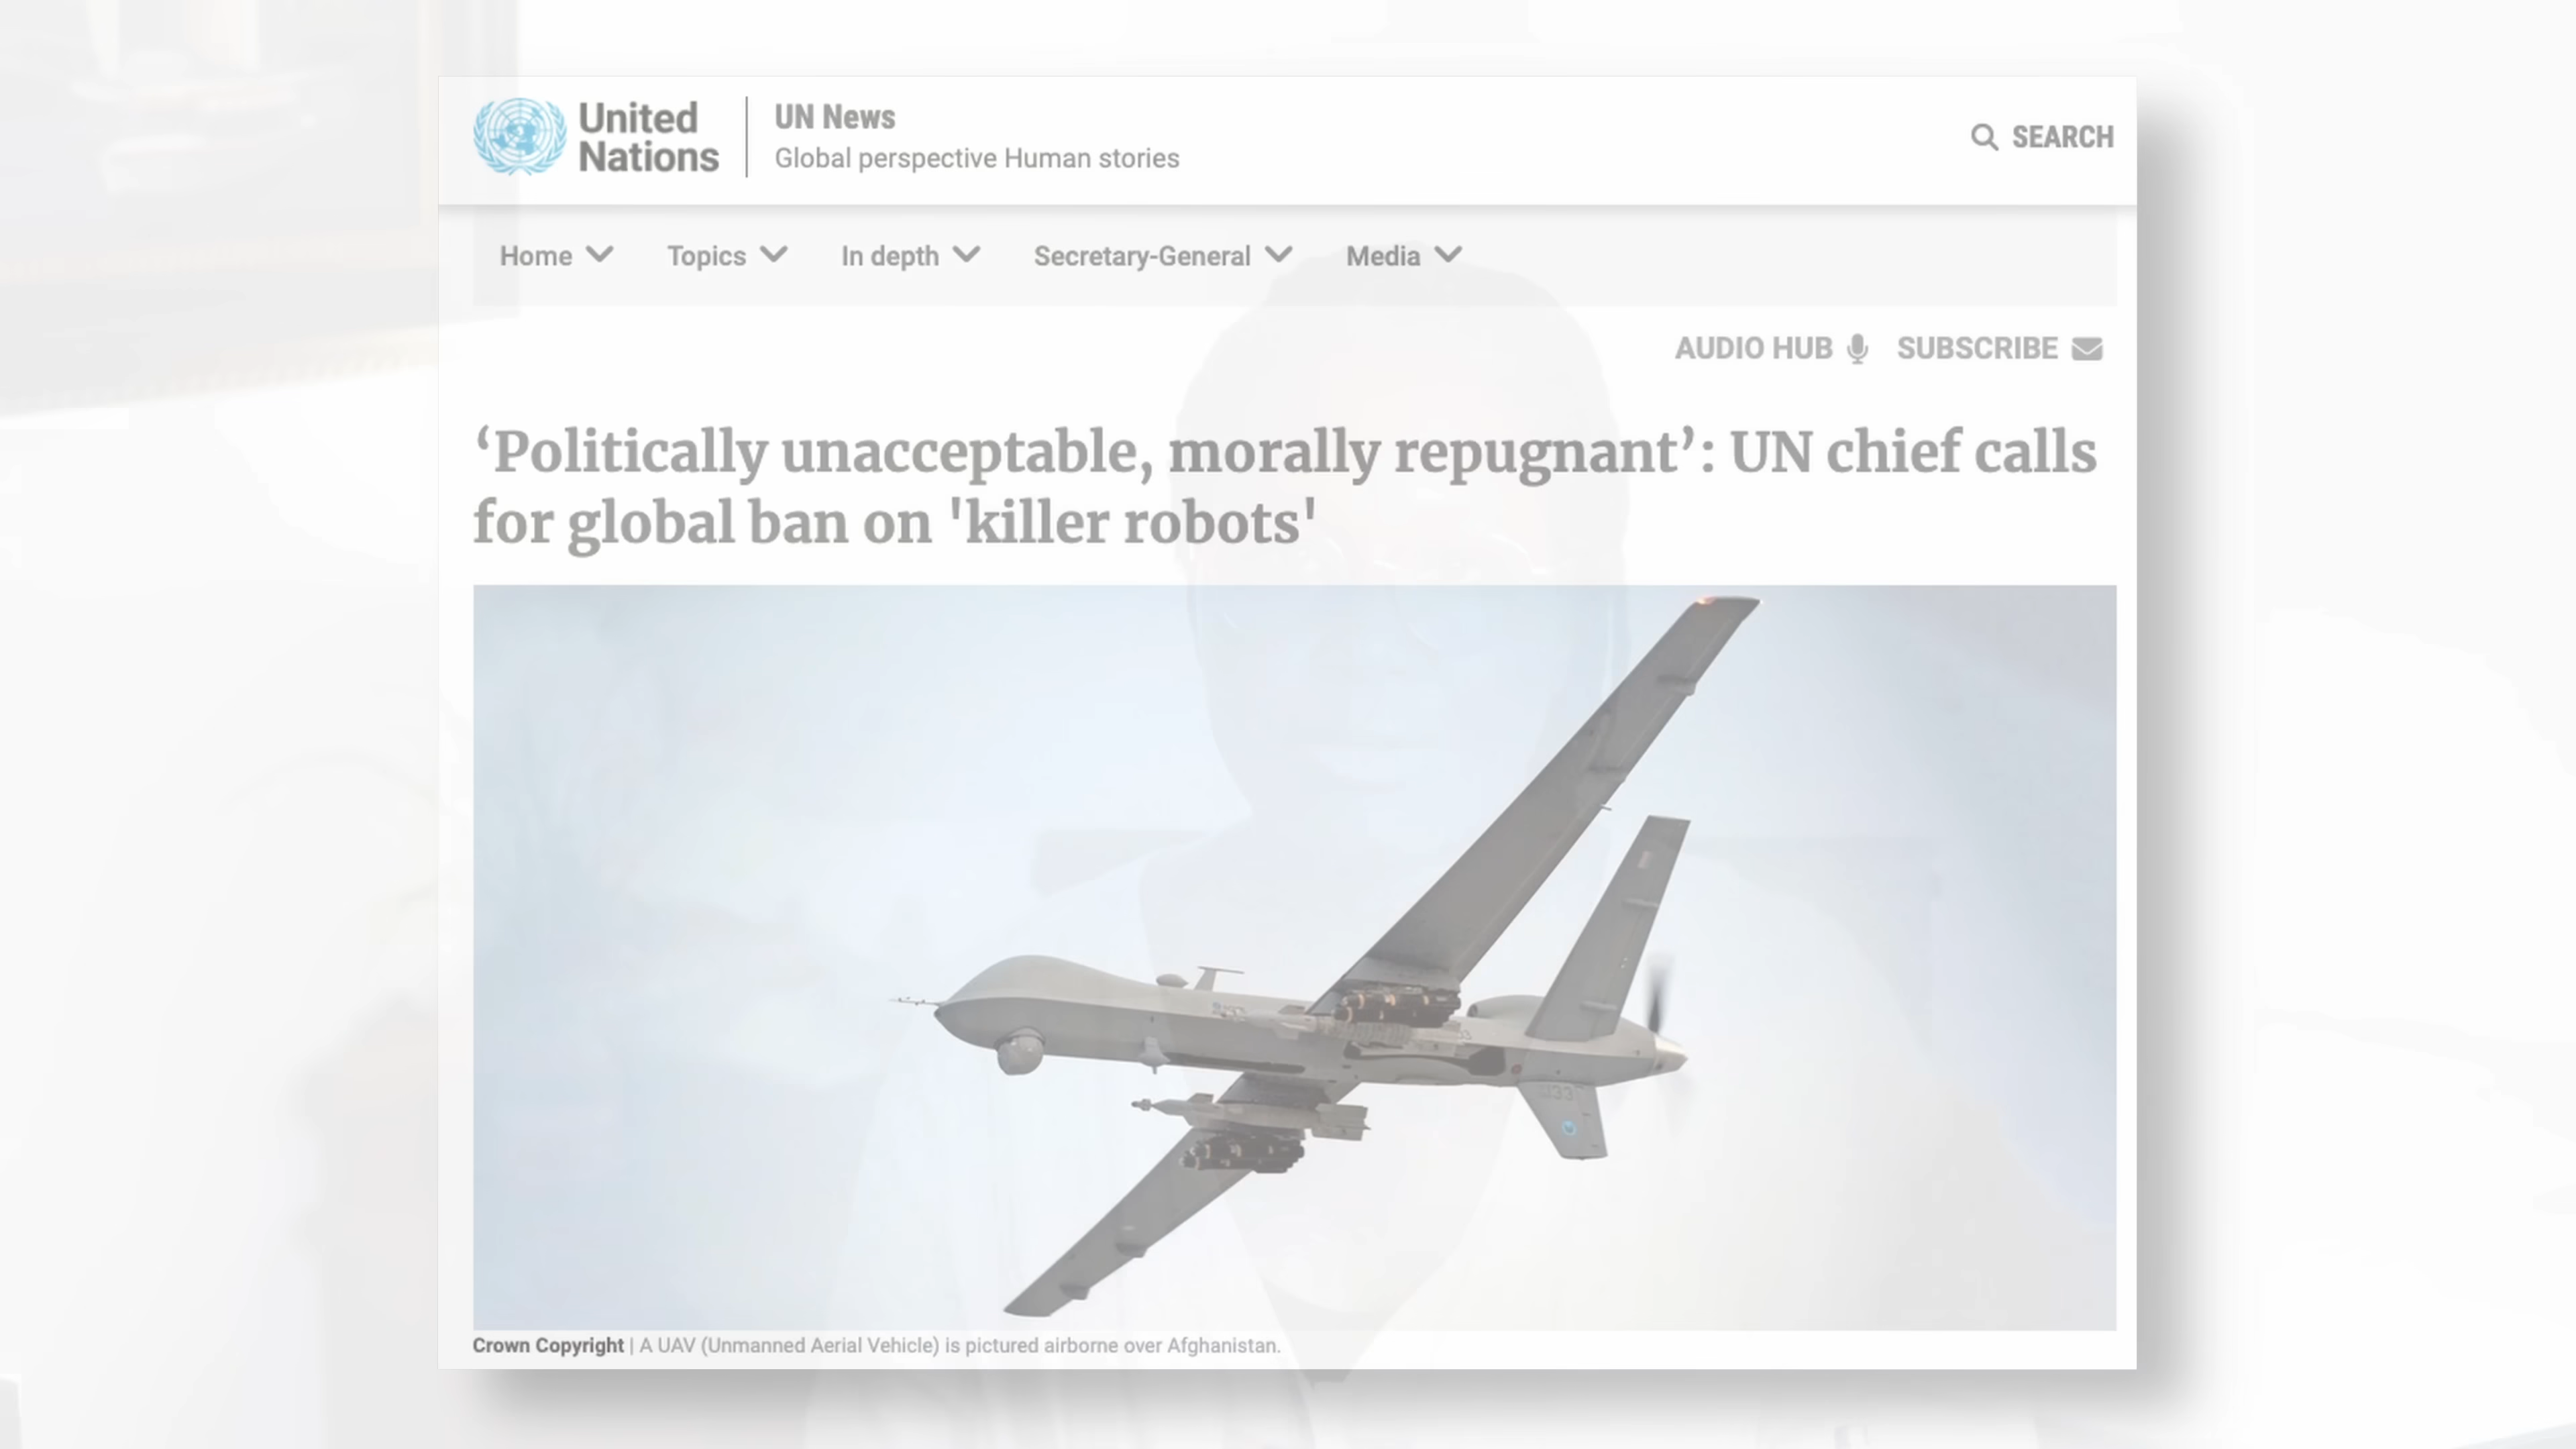 United
Nations
UN News
Global perspective Human stories
SEARCH
Home
Topics
In depth
Secretary-General
Media
AUDIO HUB
SUBSCRIBE
‘Politically unacceptable, morally repugnant’: UN chief calls
for global ban on 'killer robots'
Crown Copyright | A UAV (Unmanned Aerial Vehicle) is pictured airborne over Afghanistan.